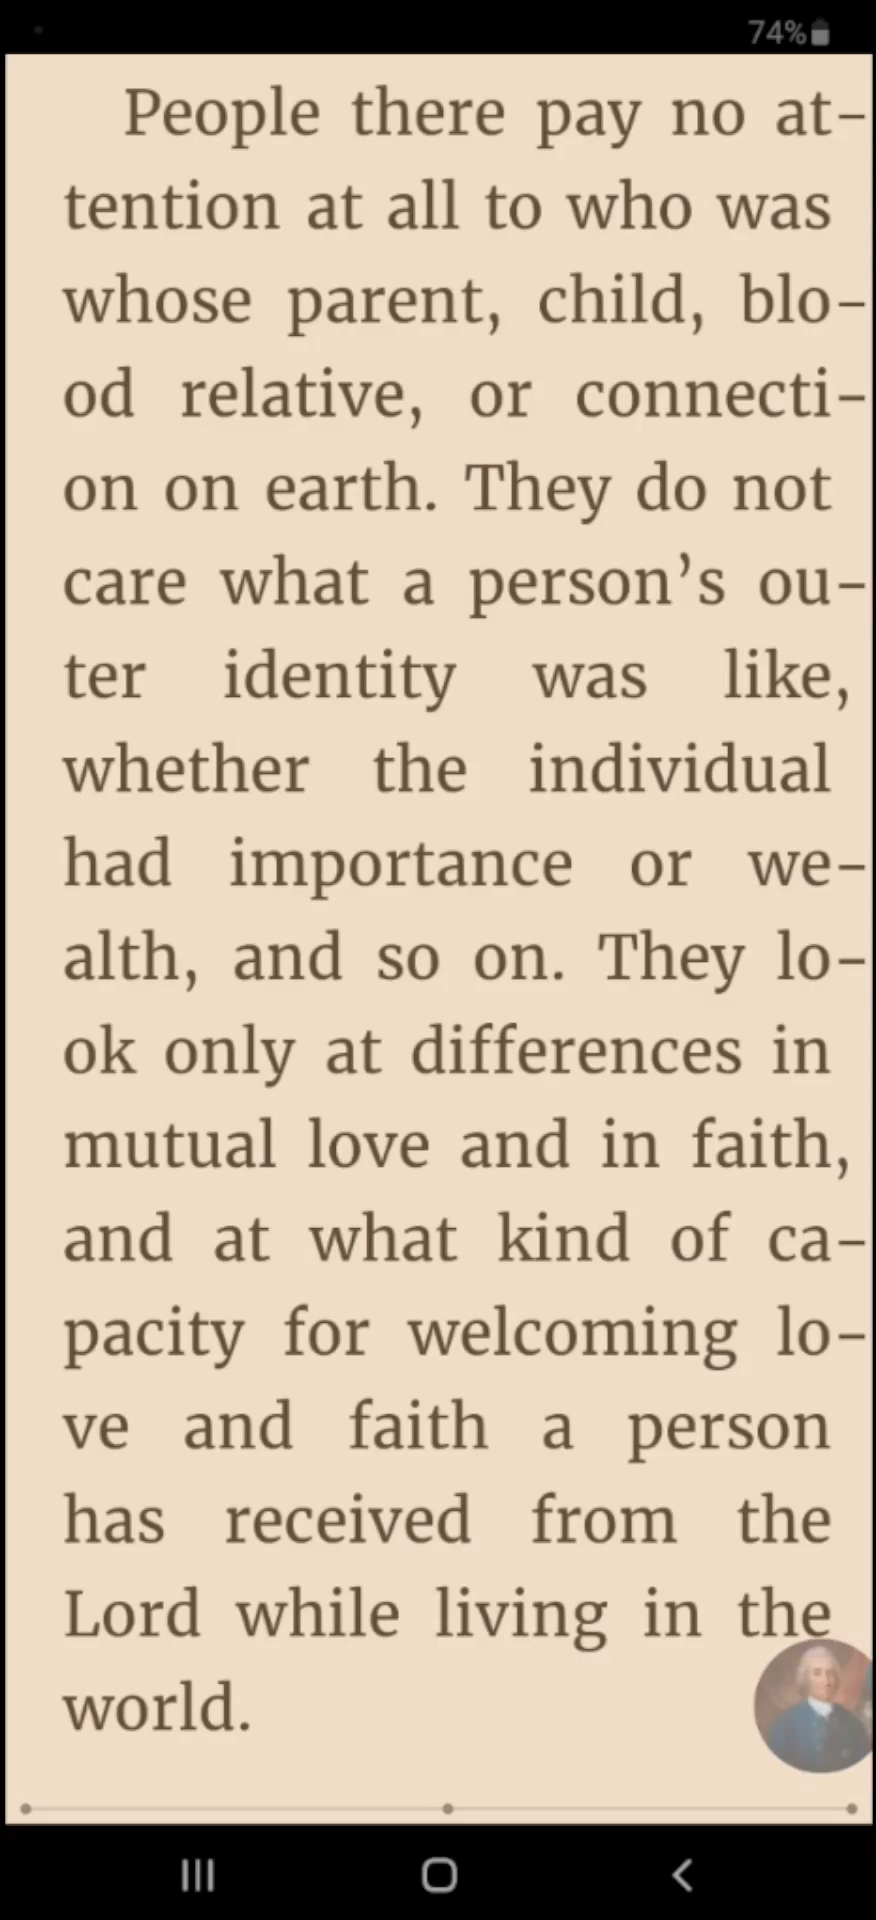 74%
People there pay no at-
tention at all to who was
whose parent, child, blo-
od relative, or connecti-
on on earth. They do not
care what a person’s ou-
ter identity was like,
whether the individual
had importance or we-
alth, and so on. They lo-
ok only at differences in
mutual love and in faith,
and at what kind of ca-
pacity for welcoming lo-
ve and faith a person
has received from the
Lord while living in the
world.